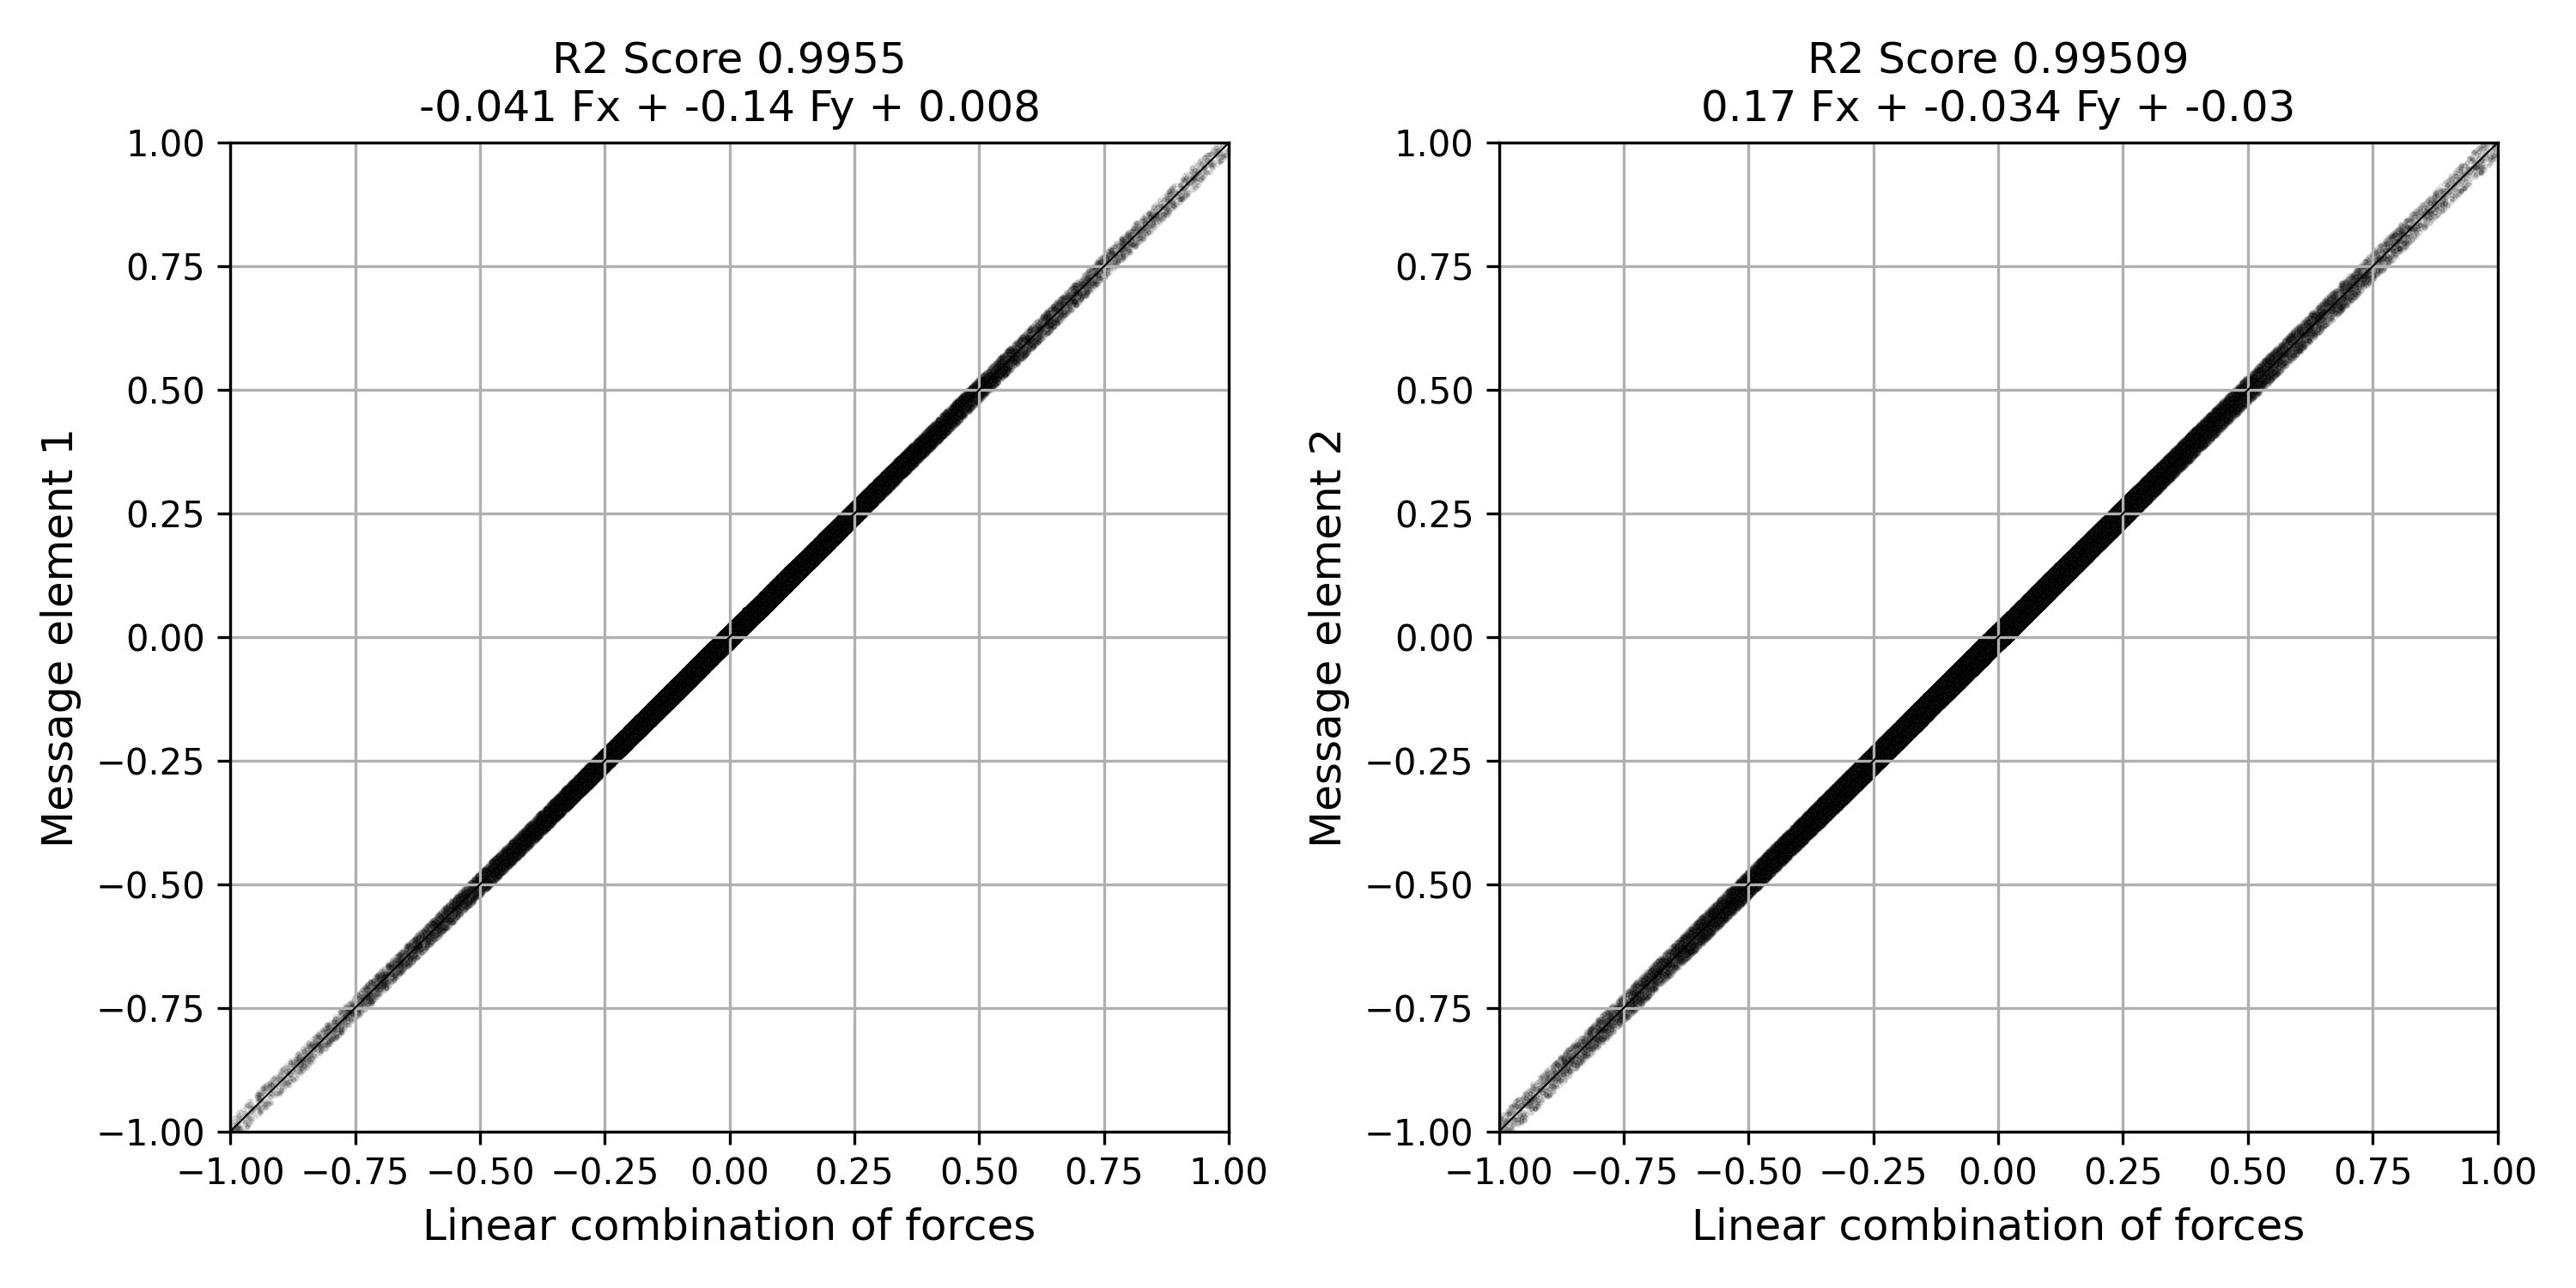 R2 Score 0.9955
-0.041 Fx + -0.14 Fy + 0.008
1.00
0.75
0.50
0.25
0.00
−0.25
−0.50
−0.75
−1.00
Message element 1
−1.00 −0.75 −0.50 −0.25 0.00 0.25 0.50 0.75 1.00
Linear combination of forces
R2 Score 0.99509
0.17 Fx + -0.034 Fy + -0.03
1.00
0.75
0.50
0.25
0.00
−0.25
−0.50
−0.75
−1.00
Message element 2
−1.00 −0.75 −0.50 −0.25 0.00 0.25 0.50 0.75 1.00
Linear combination of forces